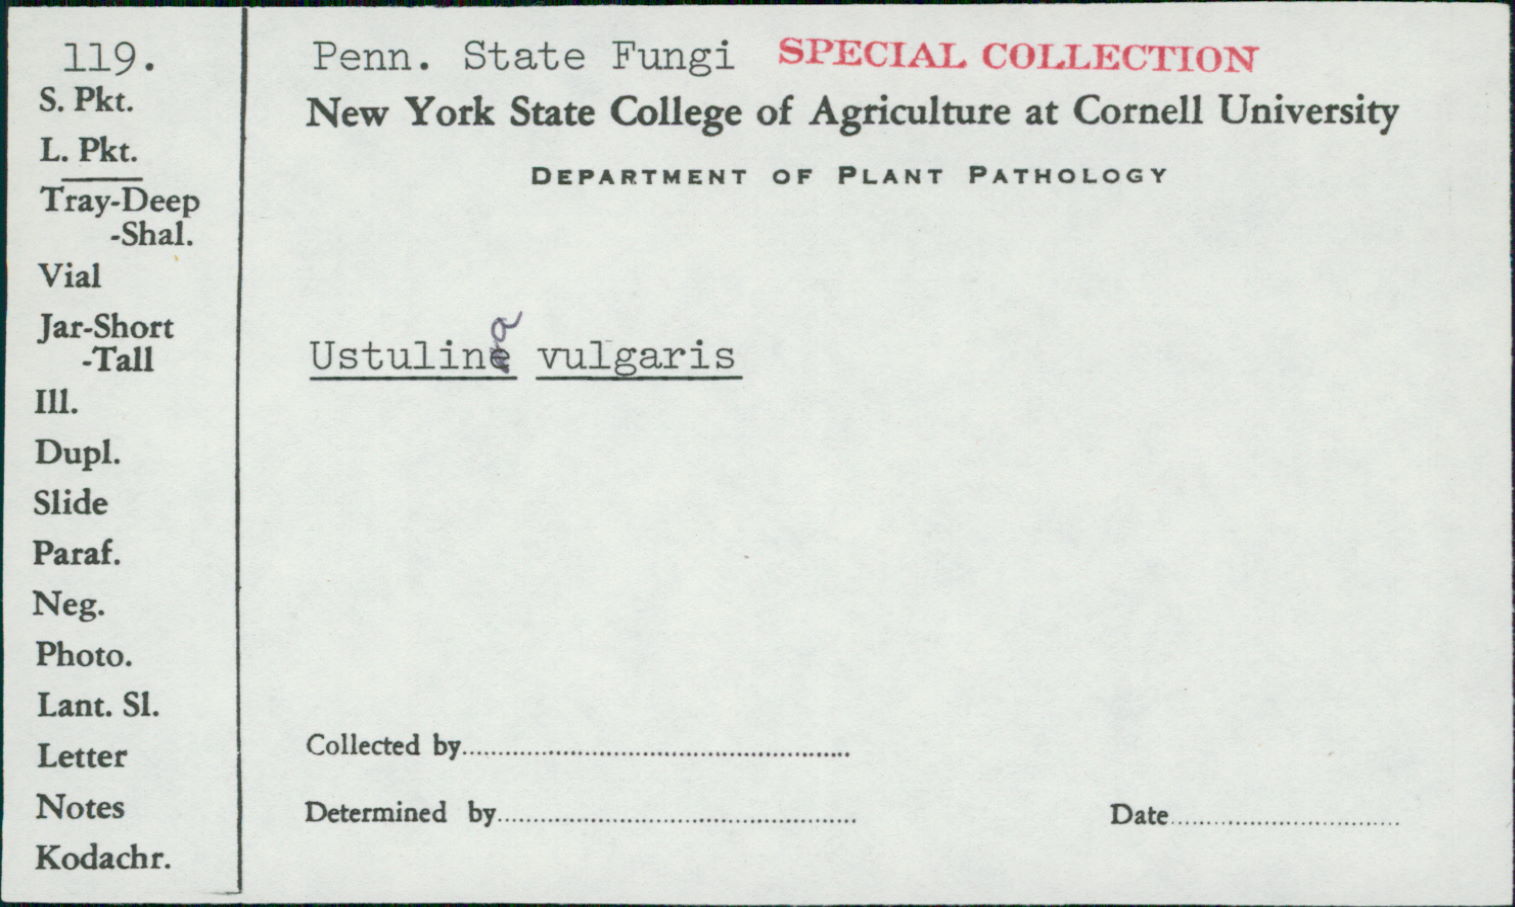 119.
S. Pkt.
L. Pkt.
Tray-Deep
-Shal.
Vial
Jar-Short
-Tall
Ill.
Dupl.
Slide
Paraf.
Neg.
Photo.
Lant. Sl.
Letter
Notes
Kodachr.
Penn. State Fungi SPECIAL COLLECTION
New York State College of Agriculture at Cornell University
DEPARTMENT OF PLANT PATHOLOGY
Ustulina vulgaris
Collected by
Determined by
Date